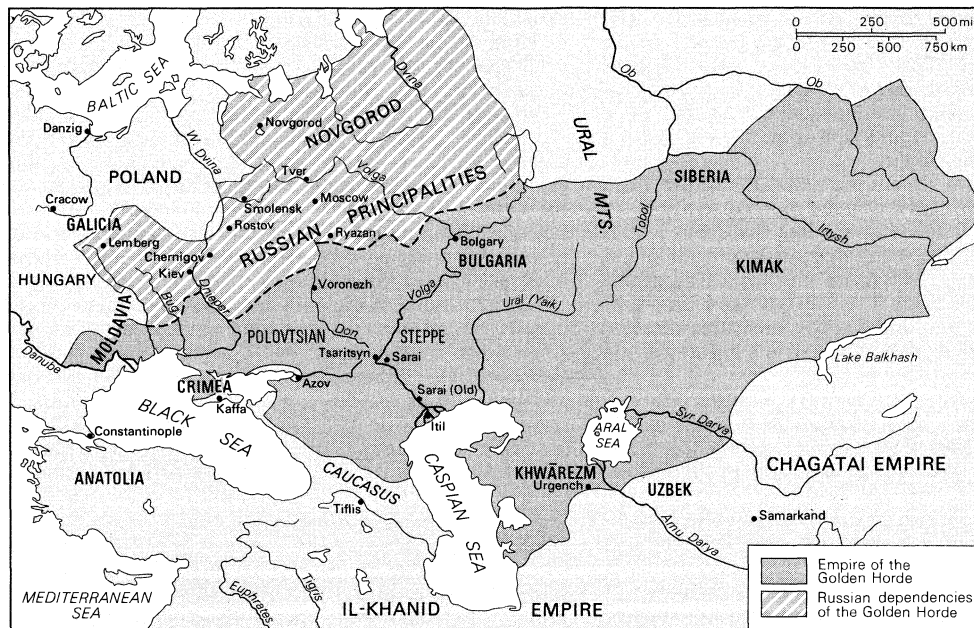 0 250 500 mi
0 250 500 750 km
BALTIC SEA
Dvina
Ob
Ob
Danzig
Novgorod
NOVGOROD
URAL
MTS
W. Dvina
POLAND
Tver
Volga
SIBERIA
Cracow
Smolensk
Moscow
RUSSIAN PRINCIPALITIES
Tobol
GALICIA
Rostov
Irtysh
Lemberg
Chernigov
Ryazan
Bolgary
BULGARIA
KIMAK
HUNGARY
Kiev
Bug
Dnieper
Voronezh
Volga
Ural (Yaik)
MOLDAVIA
POLOVTSIAN STEPPE
Don
Danube
Tsaritsyn
Sarai
Lake Balkhash
CRIMEA
Azov
Sarai (Old)
Kaffa
Itil
ARAL SEA
Syr Darya
BLACK SEA
Constantinople
CHAGATAI EMPIRE
ANATOLIA
CAUCASUS
CASPIAN SEA
KHWĀREZM
Urgench
UZBEK
Tiflis
Amu Darya
Samarkand
MEDITERRANEAN SEA
Euphrates
Tigris
IL-KHANID EMPIRE
Empire of the
Golden Horde
Russian dependencies
of the Golden Horde